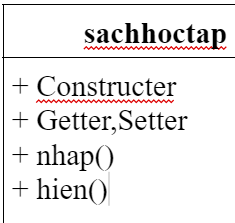 sachhoctap
+ Constructer
+ Getter,Setter
+ nhap()
+ hien()